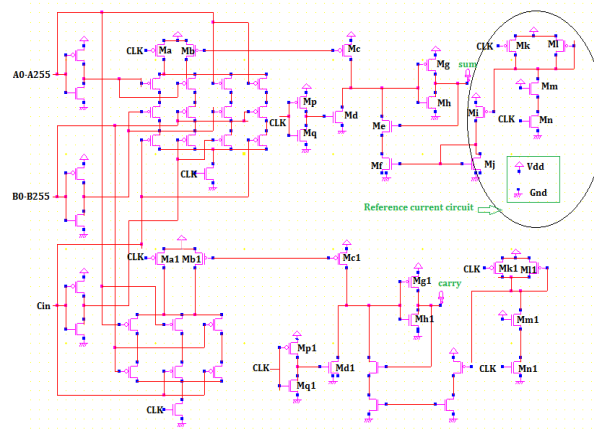 CLK Ma Mb Mc Mg sum CLK Mk Ml
A0-A255
Mp Mm
CLK Md Mh Mi CLK Mn
Mq Me
CLK Mf Mj
Vdd
Gnd
B0-B255
Reference current circuit
CLK Ma1 Mb1 Mc1 CLK Mk1 Ml1
Mg1 carry
Cin
Mh1 Mm1
Mp1
CLK Md1 CLK Mn1
Mq1
CLK